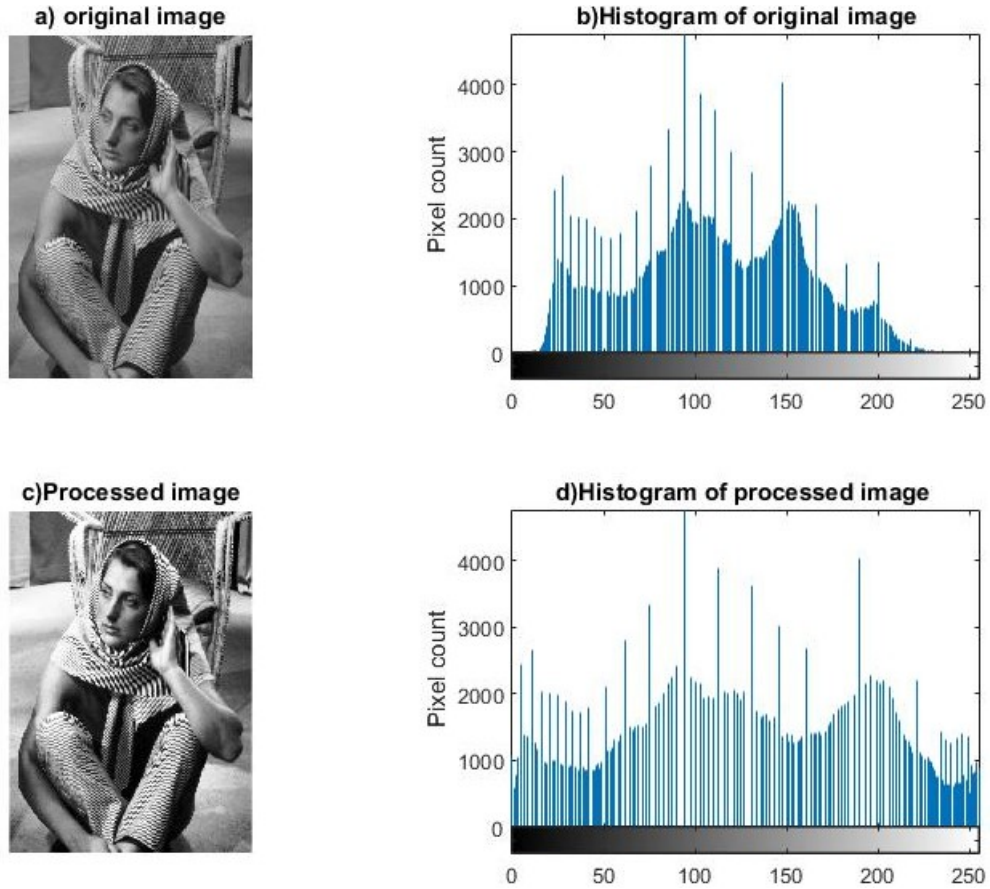 a) original image
b)Histogram of original image
Pixel count
4000
3000
2000
1000
0
0 50 100 150 200 250
c)Processed image
d)Histogram of processed image
Pixel count
4000
3000
2000
1000
0
0 50 100 150 200 250